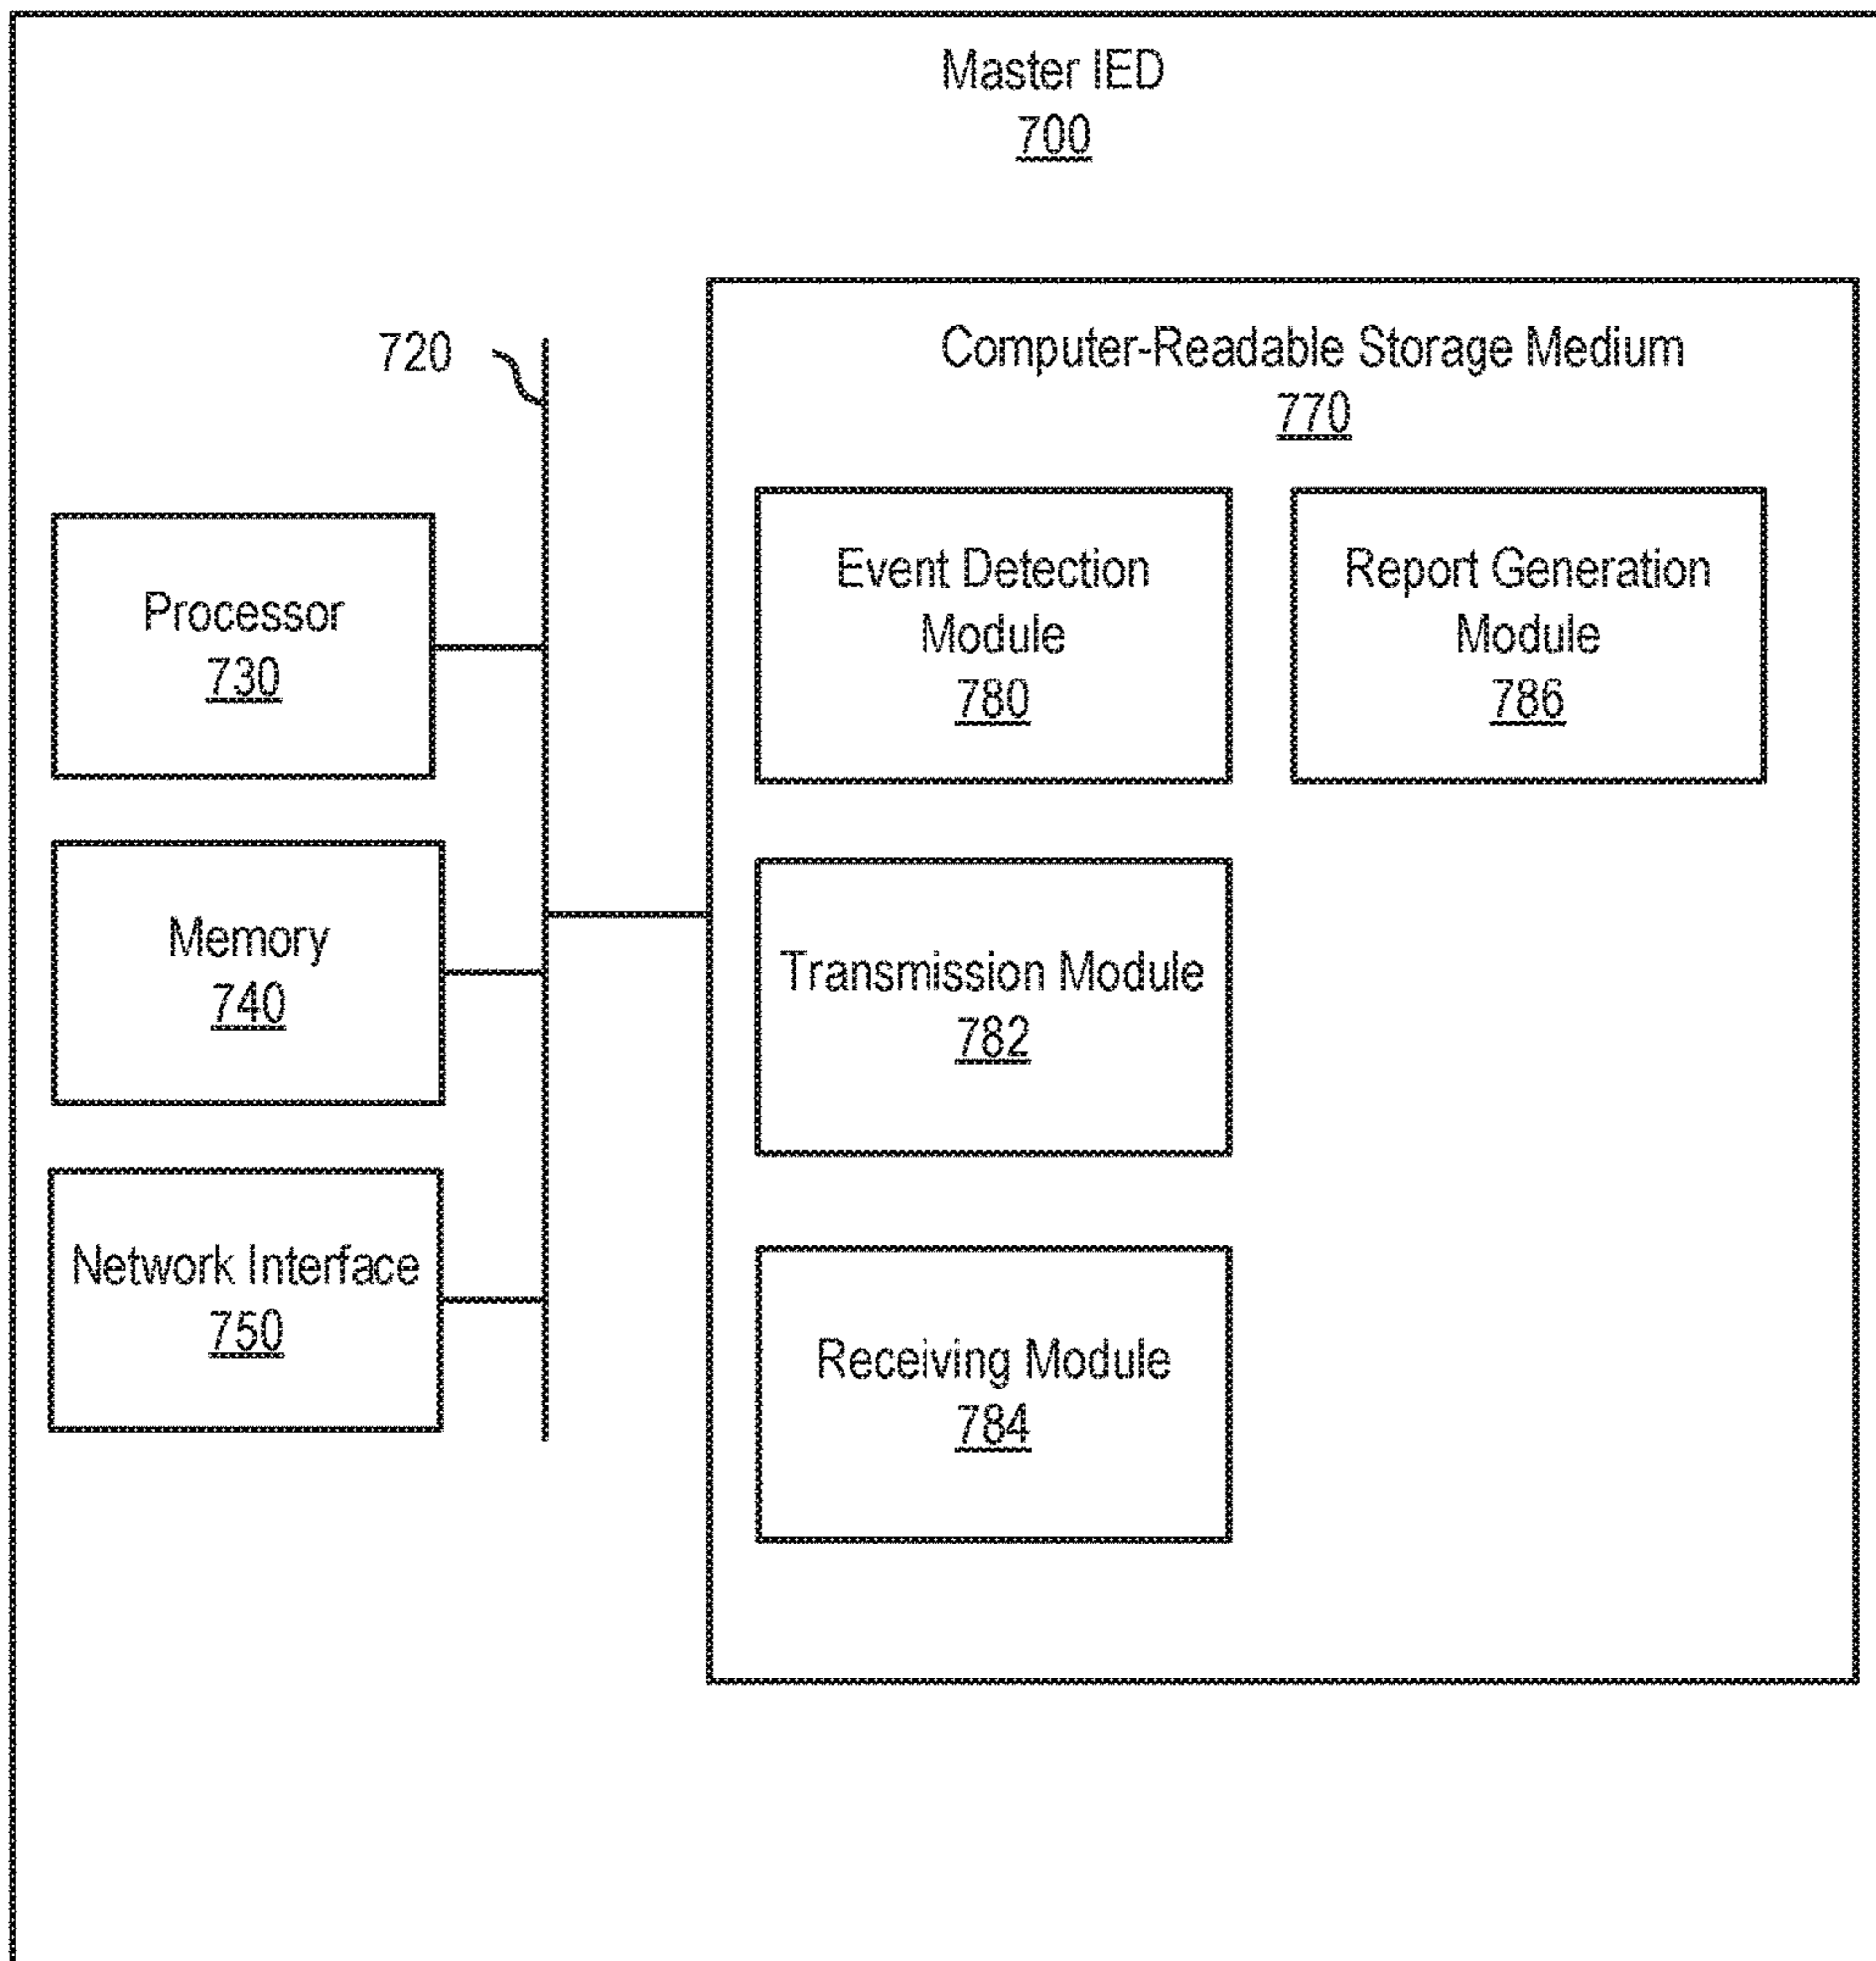 Master IED
700
720
Processor
730
Memory
740
Network Interface
750
Computer-Readable Storage Medium
770
Event Detection
Module
780
Report Generation
Module
786
Transmission Module
782
Receiving Module
784